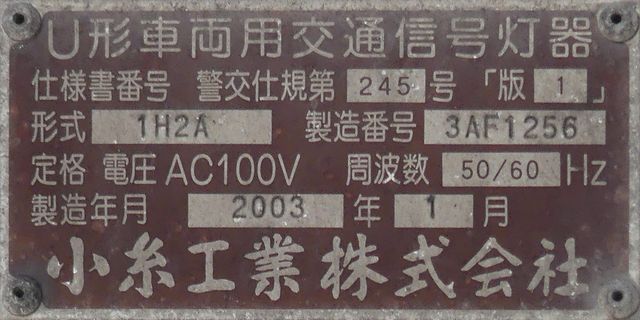 U形車両用交通信号灯器
仕様書番号 警交仕規第 245 号 「版 1 」
形式 1H2A 製造番号 3AF1256
定格 電圧 AC100V 周波数 50/60 Hz
製造年月 2003 年 1 月
小糸工業株式会社